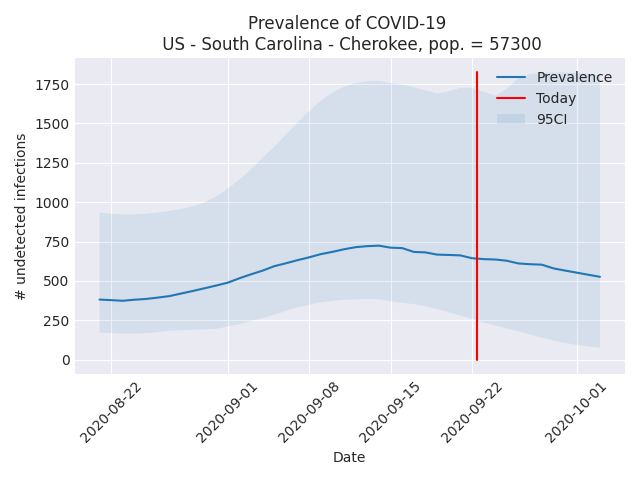 Prevalence of COVID-19
US - South Carolina - Cherokee, pop. = 57300
1750
1500
1250
1000
750
500
250
0
# undetected infections
Prevalence
Today
95CI
2020-08-22
2020-09-01
2020-09-08
2020-09-15
2020-09-22
2020-10-01
Date